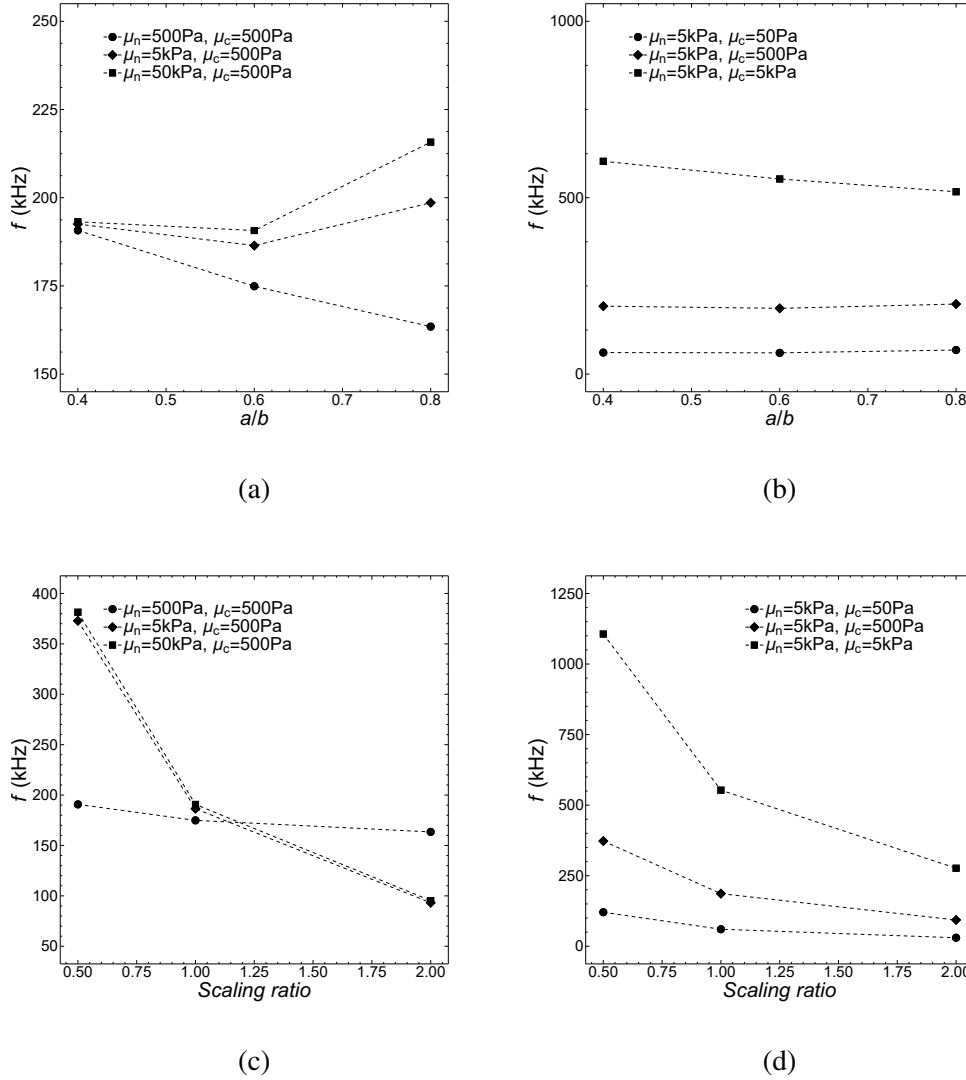 250
225
200
175
150
f (kHz)
μn=500Pa, μc=500Pa
μn=5kPa, μc=500Pa
μn=50kPa, μc=500Pa
0.4 0.5 0.6 0.7 0.8
a/b
(a)
1000
500
0
f (kHz)
μn=5kPa, μc=50Pa
μn=5kPa, μc=500Pa
μn=5kPa, μc=5kPa
0.4 0.5 0.6 0.7 0.8
a/b
(b)
400
350
300
250
200
150
100
50
f (kHz)
μn=500Pa, μc=500Pa
μn=5kPa, μc=500Pa
μn=50kPa, μc=500Pa
0.50 0.75 1.00 1.25 1.50 1.75 2.00
Scaling ratio
(c)
1250
1000
750
500
250
0
f (kHz)
μn=5kPa, μc=50Pa
μn=5kPa, μc=500Pa
μn=5kPa, μc=5kPa
0.50 0.75 1.00 1.25 1.50 1.75 2.00
Scaling ratio
(d)